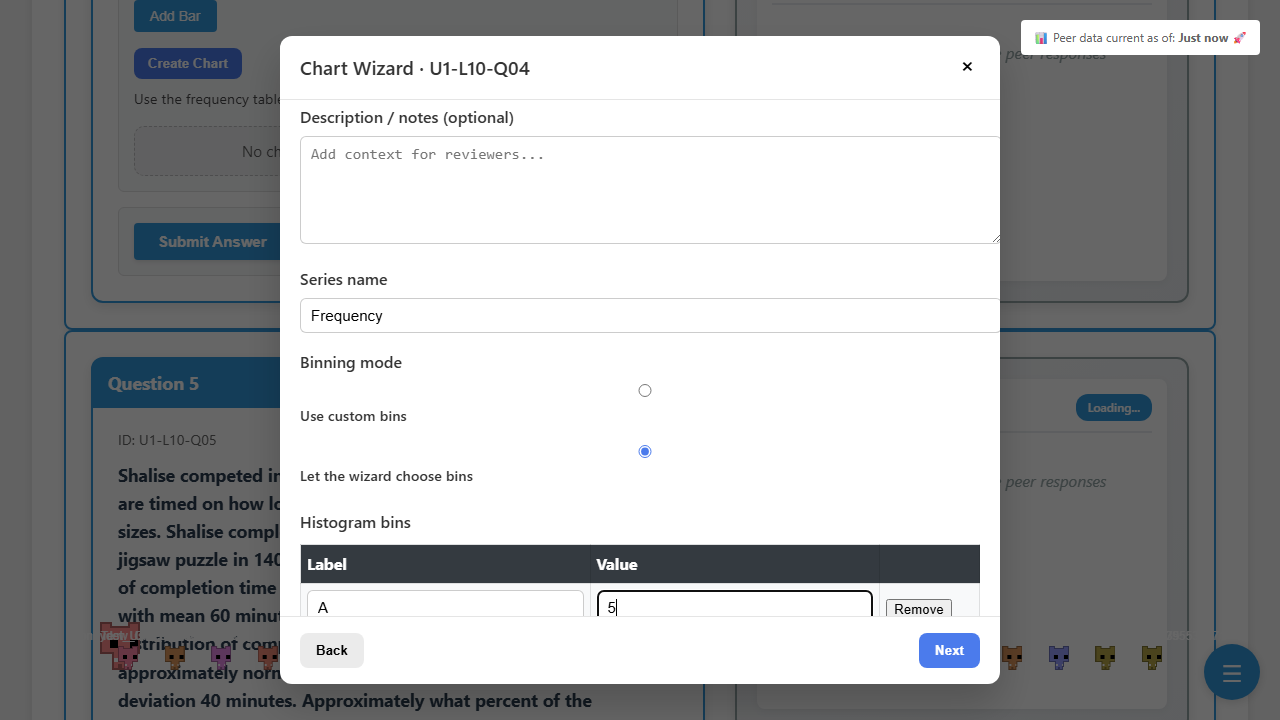 Add Bar
📊 Peer data current as of: Just now 🚀
Create Chart
peer responses
Use the frequency table
No ch
Submit Answer
Chart Wizard · U1-L10-Q04
×
Description / notes (optional)
Add context for reviewers...
Series name
Frequency
Binning mode
Use custom bins
Let the wizard choose bins
Histogram bins
Label Value
A 5 Remove
Back Next
Question 5
Loading...
ID: U1-L10-Q05
peer responses
Shalise competed in
are timed on how lo
sizes. Shalise compl
jigsaw puzzle in 140
of completion time
with mean 60 minut
distribution of comp
approximately norn
deviation 40 minutes. Approximately what percent of the